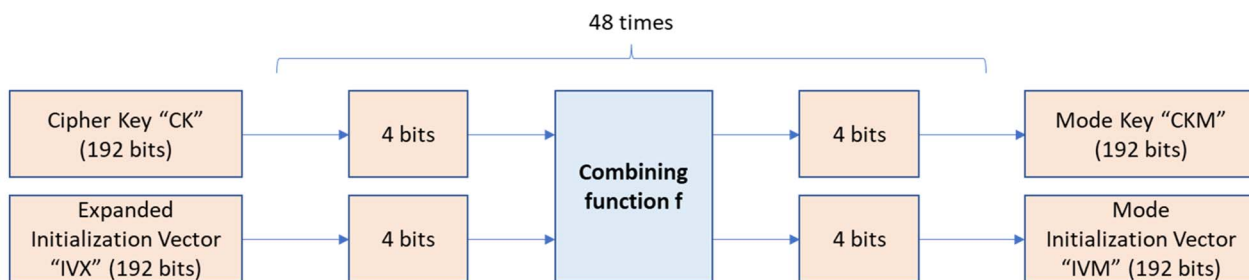 48 times
Cipher Key “CK”
(192 bits)
4 bits
Combining
function f
4 bits
Mode Key “CKM”
(192 bits)
Expanded
Initialization Vector
“IVX” (192 bits)
4 bits
4 bits
Mode
Initialization Vector
“IVM” (192 bits)